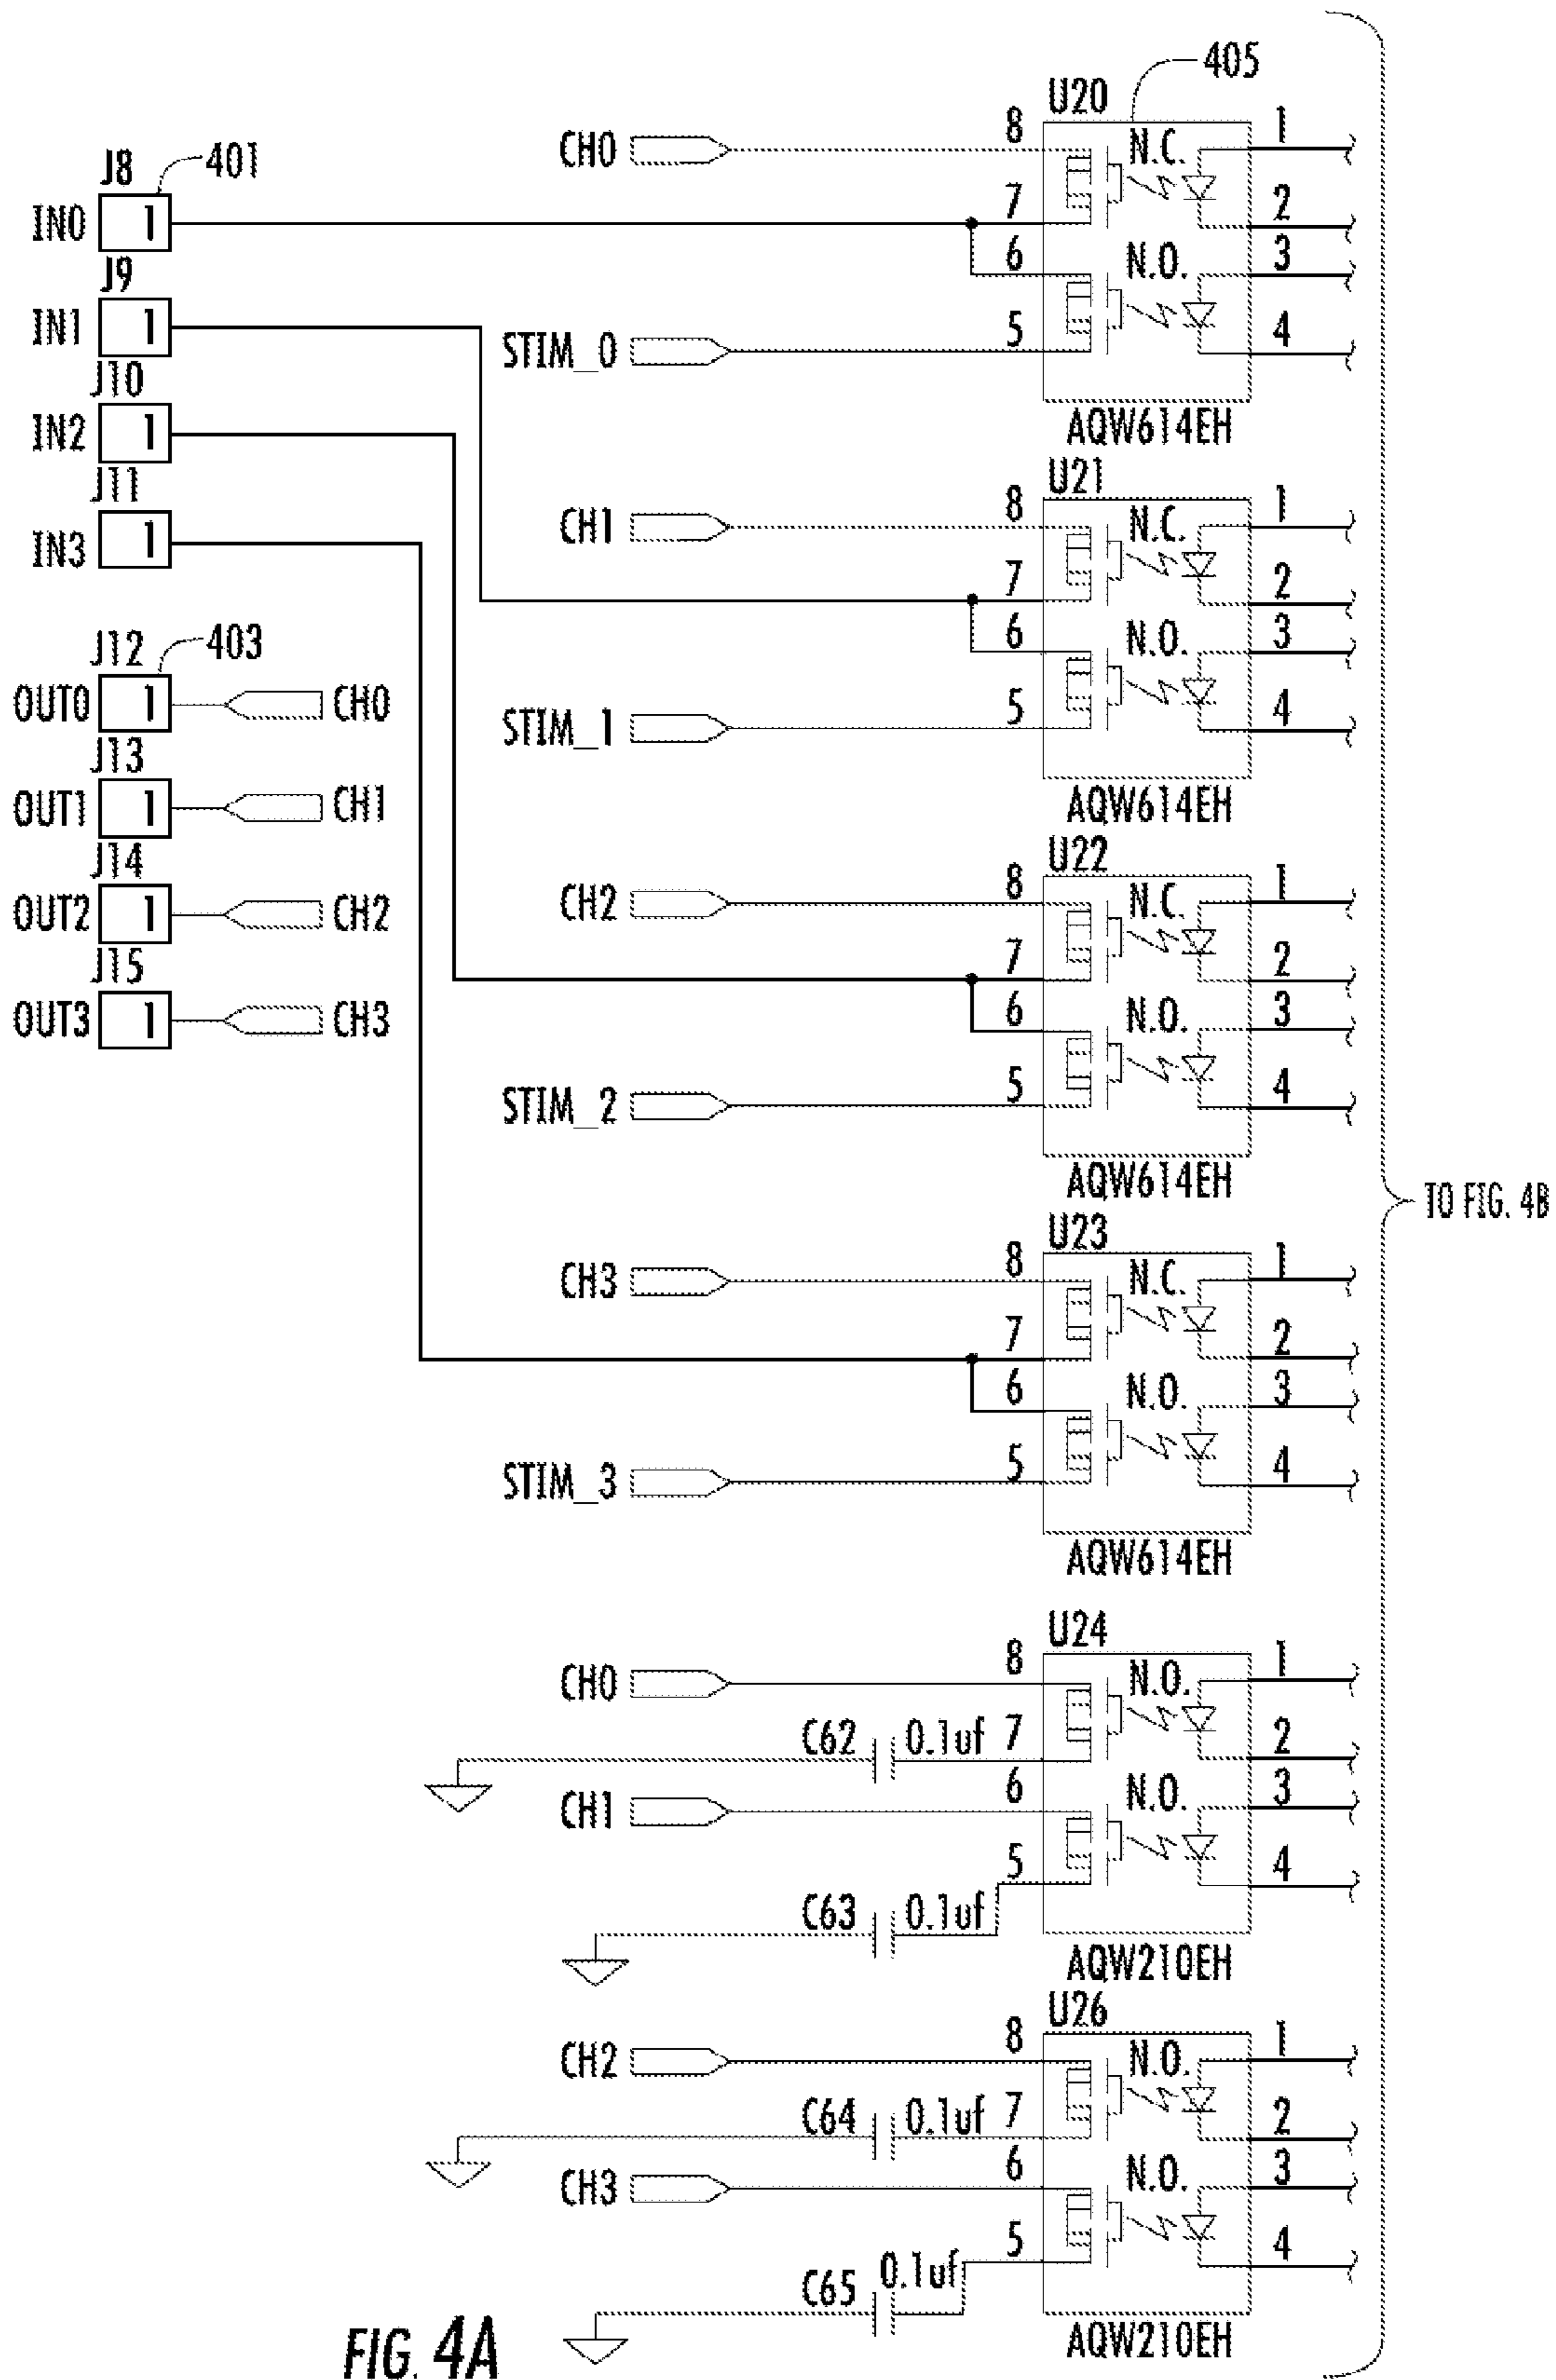 J8
401
IN0
1
J9
IN1
1
J10
IN2
1
J11
IN3
1
J12
403
OUT0
1
CH0
J13
OUT1
1
CH1
J14
OUT2
1
CH2
J15
OUT3
1
CH3
U20
405
CH0
8
N.C.
1
7
2
6
N.O.
3
STIM_0
5
4
AQW614EH
U21
CH1
8
N.C.
1
7
2
6
N.O.
3
STIM_1
5
4
AQW614EH
U22
CH2
8
N.C.
1
7
2
6
N.O.
3
STIM_2
5
4
AQW614EH
TO FIG. 4B
U23
CH3
8
N.C.
1
7
2
6
N.O.
3
STIM_3
5
4
AQW614EH
U24
CH0
8
N.O.
1
C62
0.1uf
7
2
CH1
6
N.O.
3
C63
0.1uf
5
4
AQW210EH
U26
CH2
8
N.O.
1
C64
0.1uf
7
2
CH3
6
N.O.
3
C65
0.1uf
5
4
AQW210EH
FIG. 4A